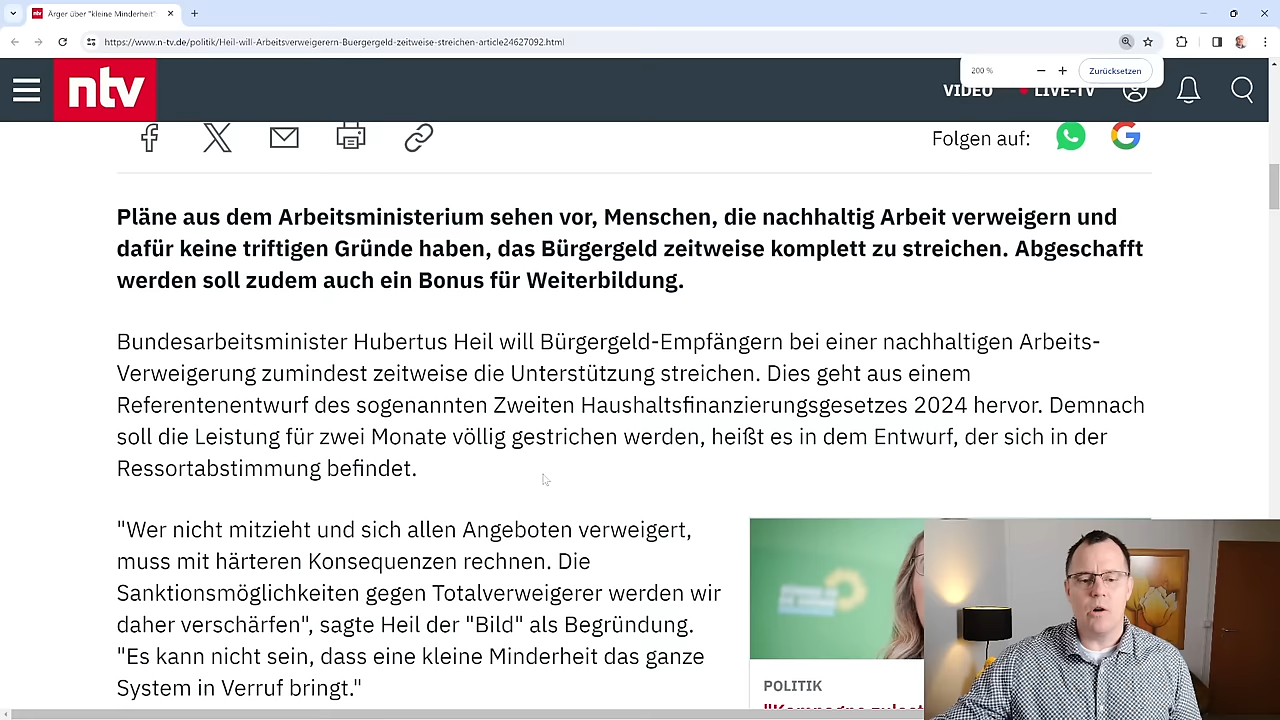 Ärger über "kleine Minderheit"
https://www.n-tv.de/politik/Heil-will-Arbeitsverweigerern-Buergergeld-zeitweise-streichen-article24627092.html
200 %
Zurücksetzen
ntv
VIDEO
LIVE-TV
Folgen auf:
Pläne aus dem Arbeitsministerium sehen vor, Menschen, die nachhaltig Arbeit verweigern und
dafür keine triftigen Gründe haben, das Bürgergeld zeitweise komplett zu streichen. Abgeschafft
werden soll zudem auch ein Bonus für Weiterbildung.
Bundesarbeitsminister Hubertus Heil will Bürgergeld-Empfängern bei einer nachhaltigen Arbeits-
Verweigerung zumindest zeitweise die Unterstützung streichen. Dies geht aus einem
Referentenentwurf des sogenannten Zweiten Haushaltsfinanzierungsgesetzes 2024 hervor. Demnach
soll die Leistung für zwei Monate völlig gestrichen werden, heißt es in dem Entwurf, der sich in der
Ressortabstimmung befindet.
"Wer nicht mitzieht und sich allen Angeboten verweigert,
muss mit härteren Konsequenzen rechnen. Die
Sanktionsmöglichkeiten gegen Totalverweigerer werden wir
daher verschärfen", sagte Heil der "Bild" als Begründung.
"Es kann nicht sein, dass eine kleine Minderheit das ganze
System in Verruf bringt."
POLITIK